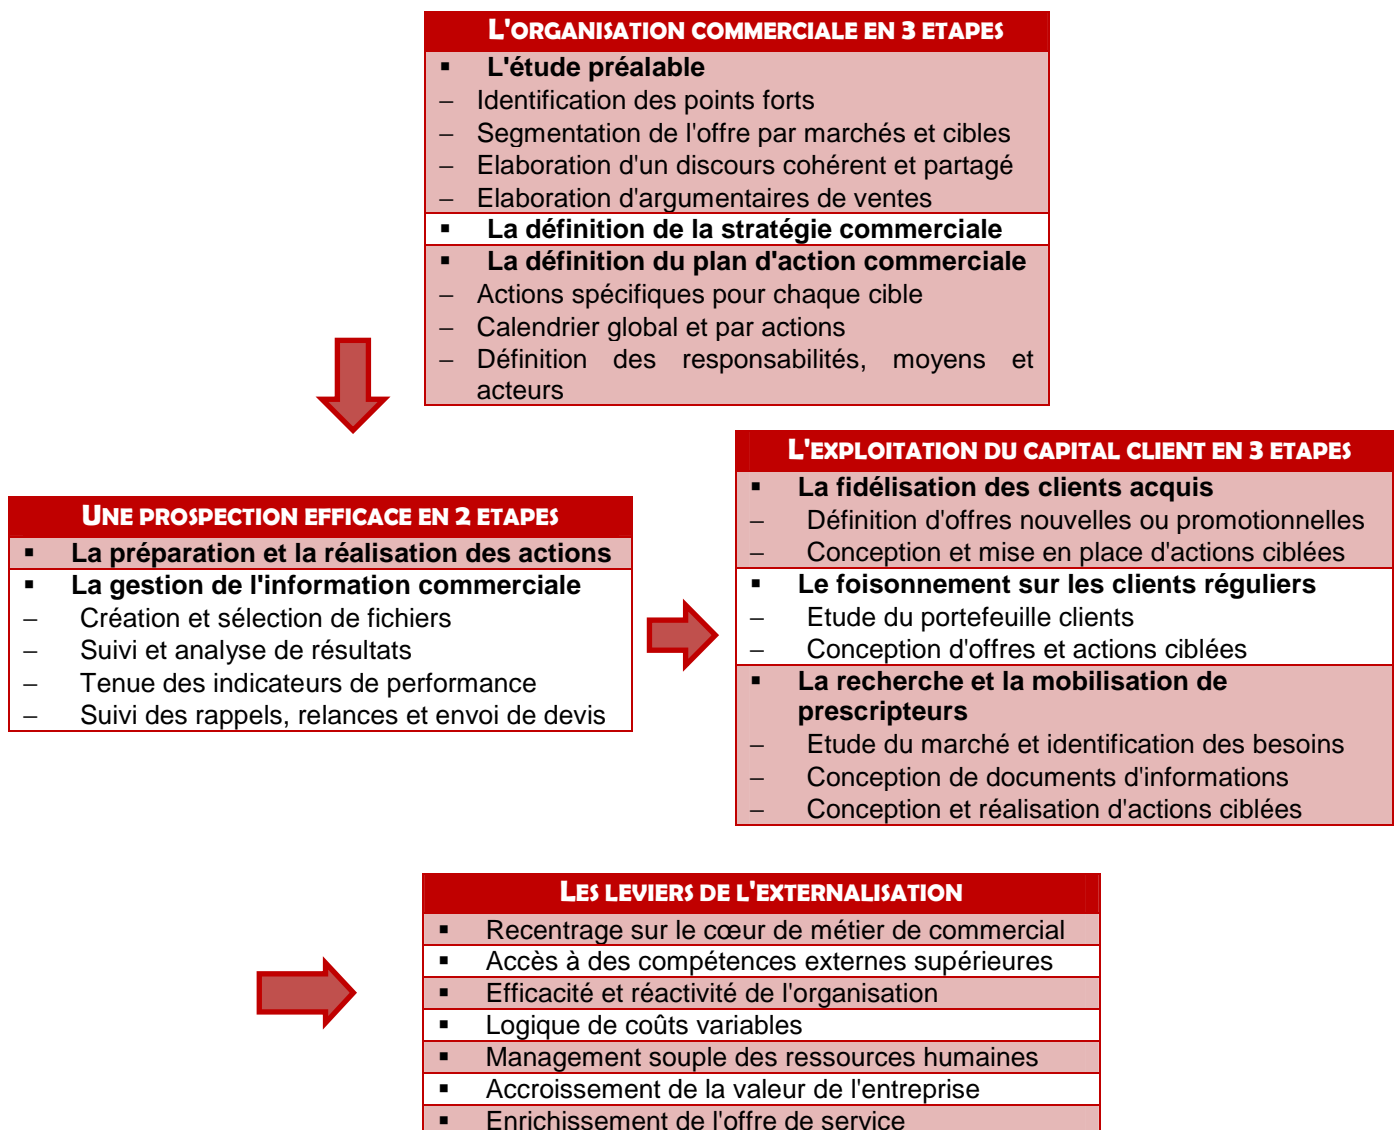 L'ORGANISATION COMMERCIALE EN 3 ETAPES
▪ L'étude préalable
– Identification des points forts
– Segmentation de l'offre par marchés et cibles
– Elaboration d'un discours cohérent et partagé
– Elaboration d'argumentaires de ventes
▪ La définition de la stratégie commerciale
▪ La définition du plan d'action commerciale
– Actions spécifiques pour chaque cible
– Calendrier global et par actions
– Définition des responsabilités, moyens et
acteurs
UNE PROSPECTION EFFICACE EN 2 ETAPES
▪ La préparation et la réalisation des actions
▪ La gestion de l'information commerciale
– Création et sélection de fichiers
– Suivi et analyse de résultats
– Tenue des indicateurs de performance
– Suivi des rappels, relances et envoi de devis
L'EXPLOITATION DU CAPITAL CLIENT EN 3 ETAPES
▪ La fidélisation des clients acquis
– Définition d'offres nouvelles ou promotionnelles
– Conception et mise en place d'actions ciblées
▪ Le foisonnement sur les clients réguliers
– Etude du portefeuille clients
– Conception d'offres et actions ciblées
▪ La recherche et la mobilisation de
prescripteurs
– Etude du marché et identification des besoins
– Conception de documents d'informations
– Conception et réalisation d'actions ciblées
LES LEVIERS DE L'EXTERNALISATION
▪ Recentrage sur le cœur de métier de commercial
▪ Accès à des compétences externes supérieures
▪ Efficacité et réactivité de l'organisation
▪ Logique de coûts variables
▪ Management souple des ressources humaines
▪ Accroissement de la valeur de l'entreprise
▪ Enrichissement de l'offre de service